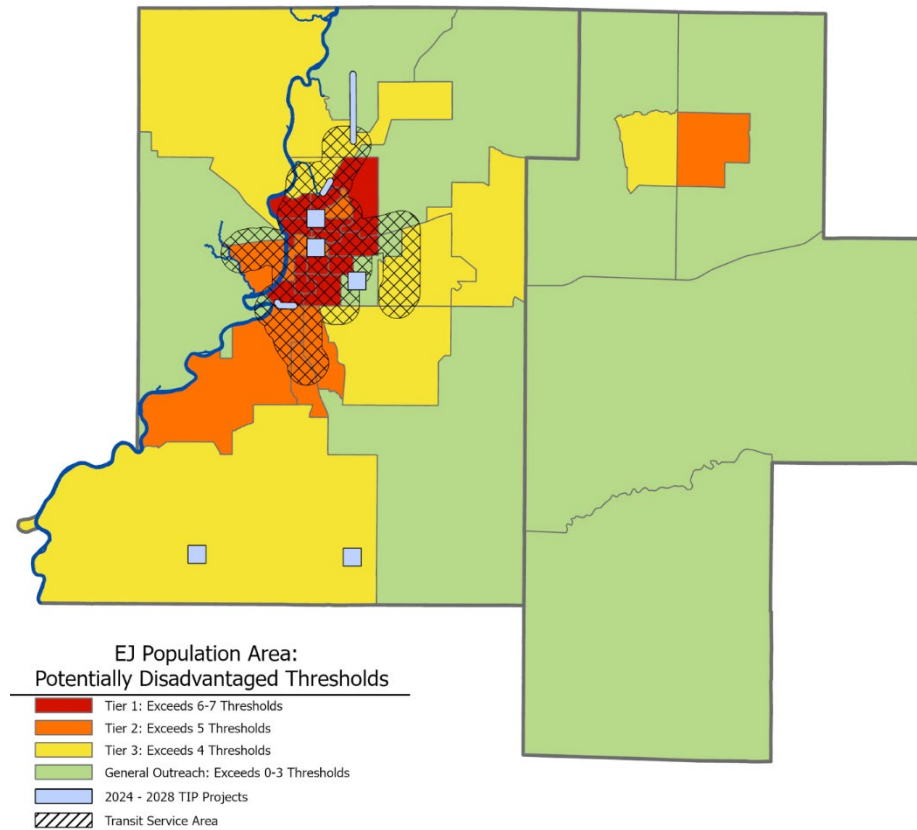 EJ Population Area:
Potentially Disadvantaged Thresholds
Tier 1: Exceeds 6-7 Thresholds
Tier 2: Exceeds 5 Thresholds
Tier 3: Exceeds 4 Thresholds
General Outreach: Exceeds 0-3 Thresholds
2024 - 2028 TIP Projects
Transit Service Area